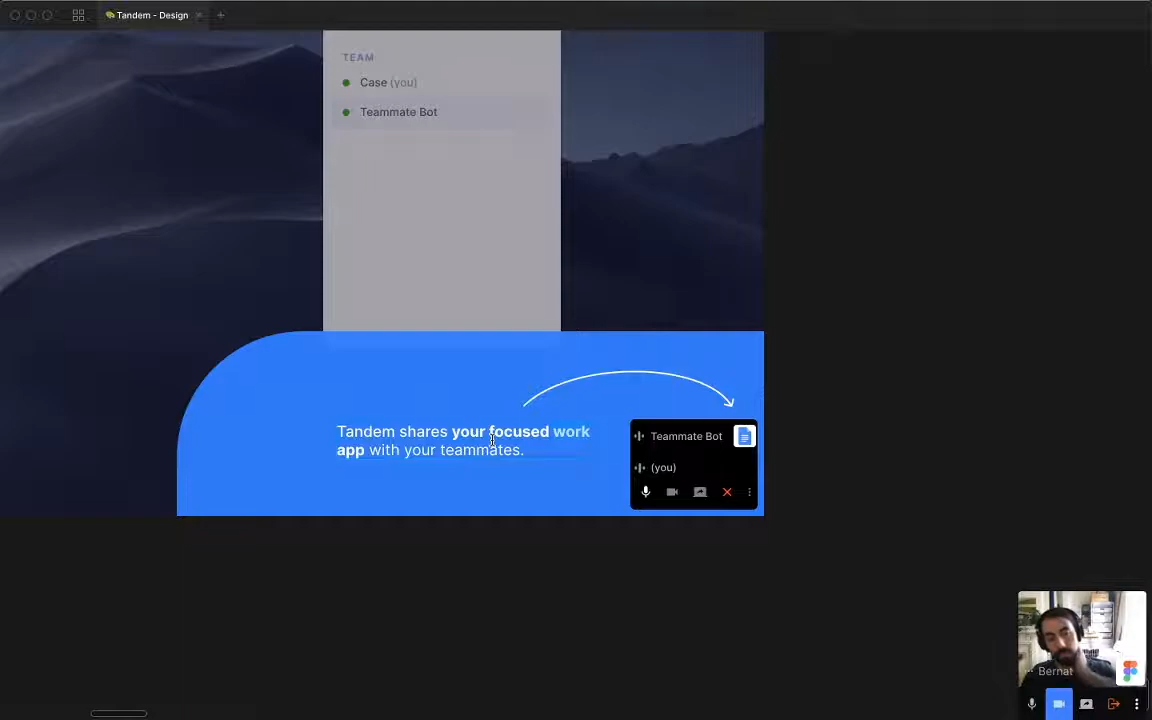 Tandem - Design
TEAM
Case (you)
Teammate Bot
Tandem shares your focused work
app with your teammates.
Teammate Bot
(you)
Bernat